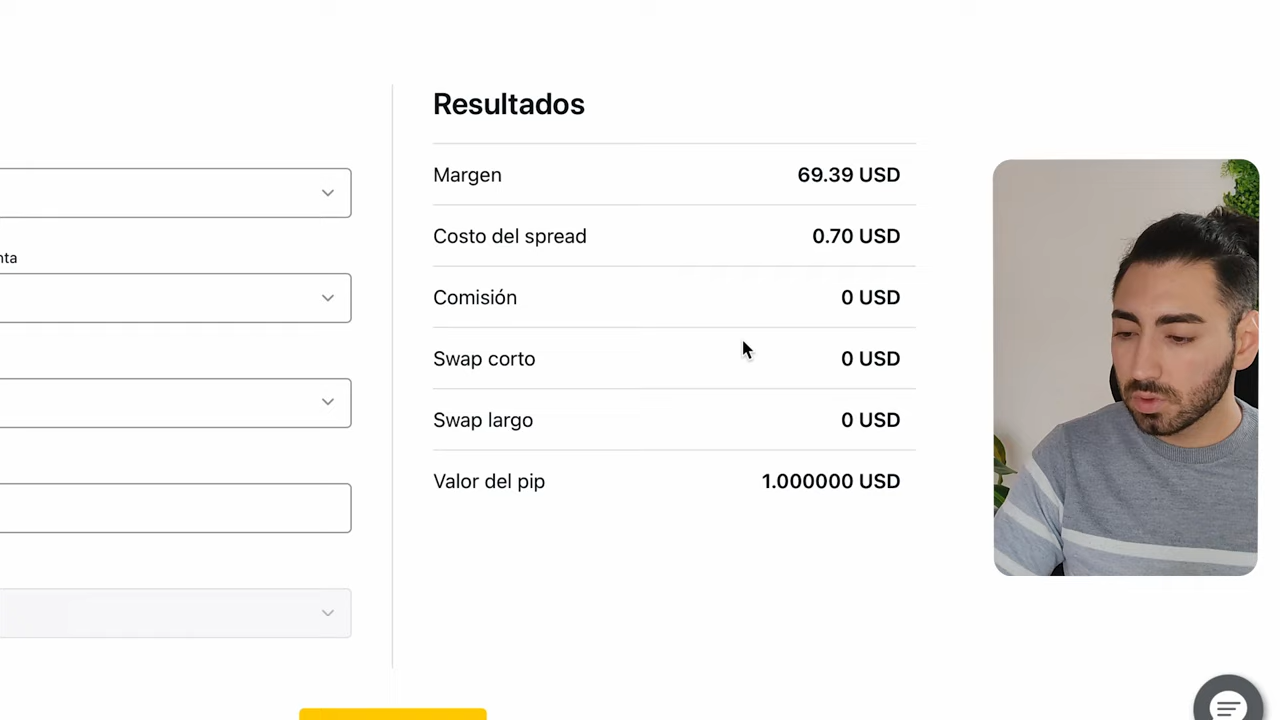 Resultados
Margen 69.39 USD
Costo del spread 0.70 USD
nta
Comisión 0 USD
Swap corto 0 USD
Swap largo 0 USD
Valor del pip 1.000000 USD